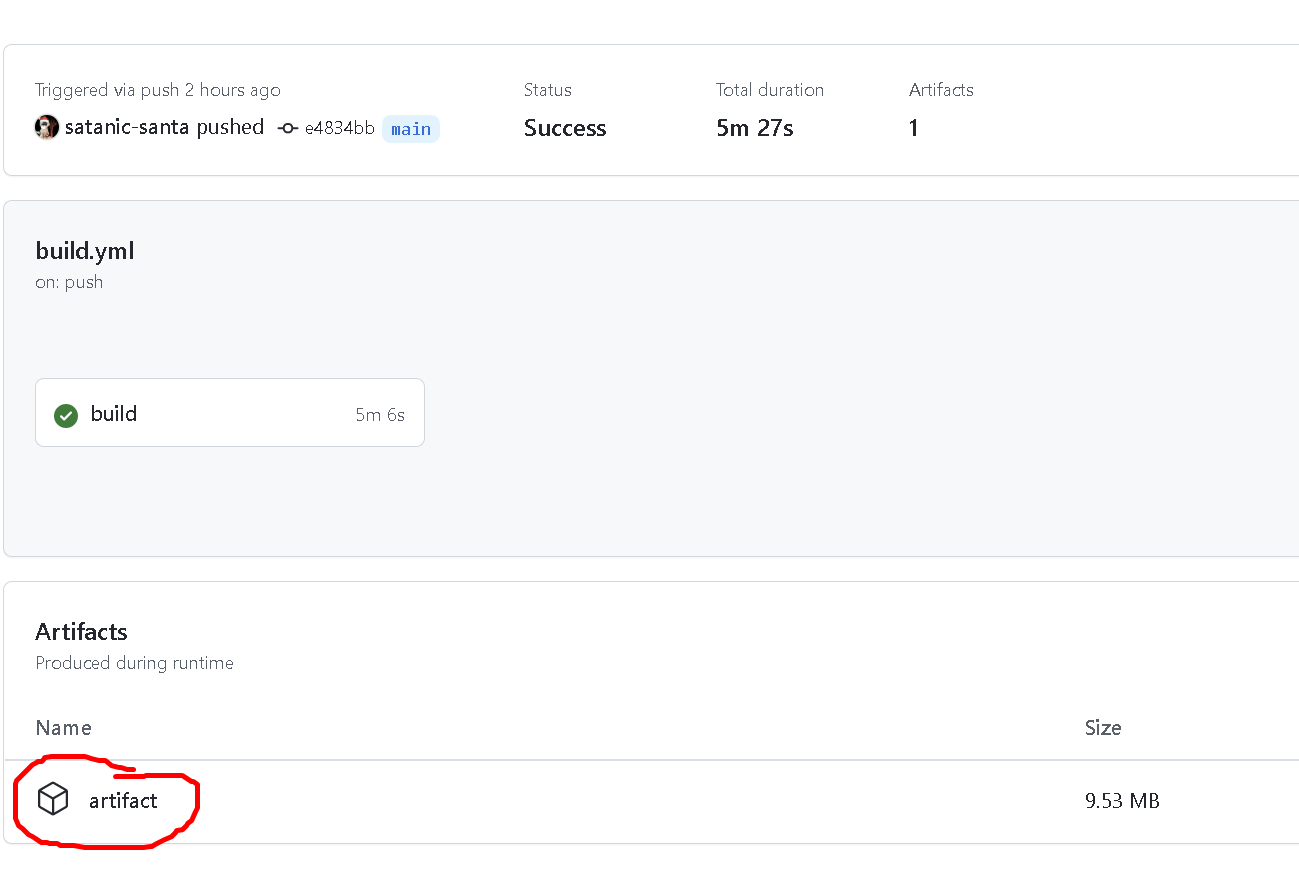 Triggered via push 2 hours ago
satanic-santa pushed e4834bb main
Status
Success
Total duration
5m 27s
Artifacts
1
build.yml
on: push
build 5m 6s
Artifacts
Produced during runtime
Name Size
artifact 9.53 MB